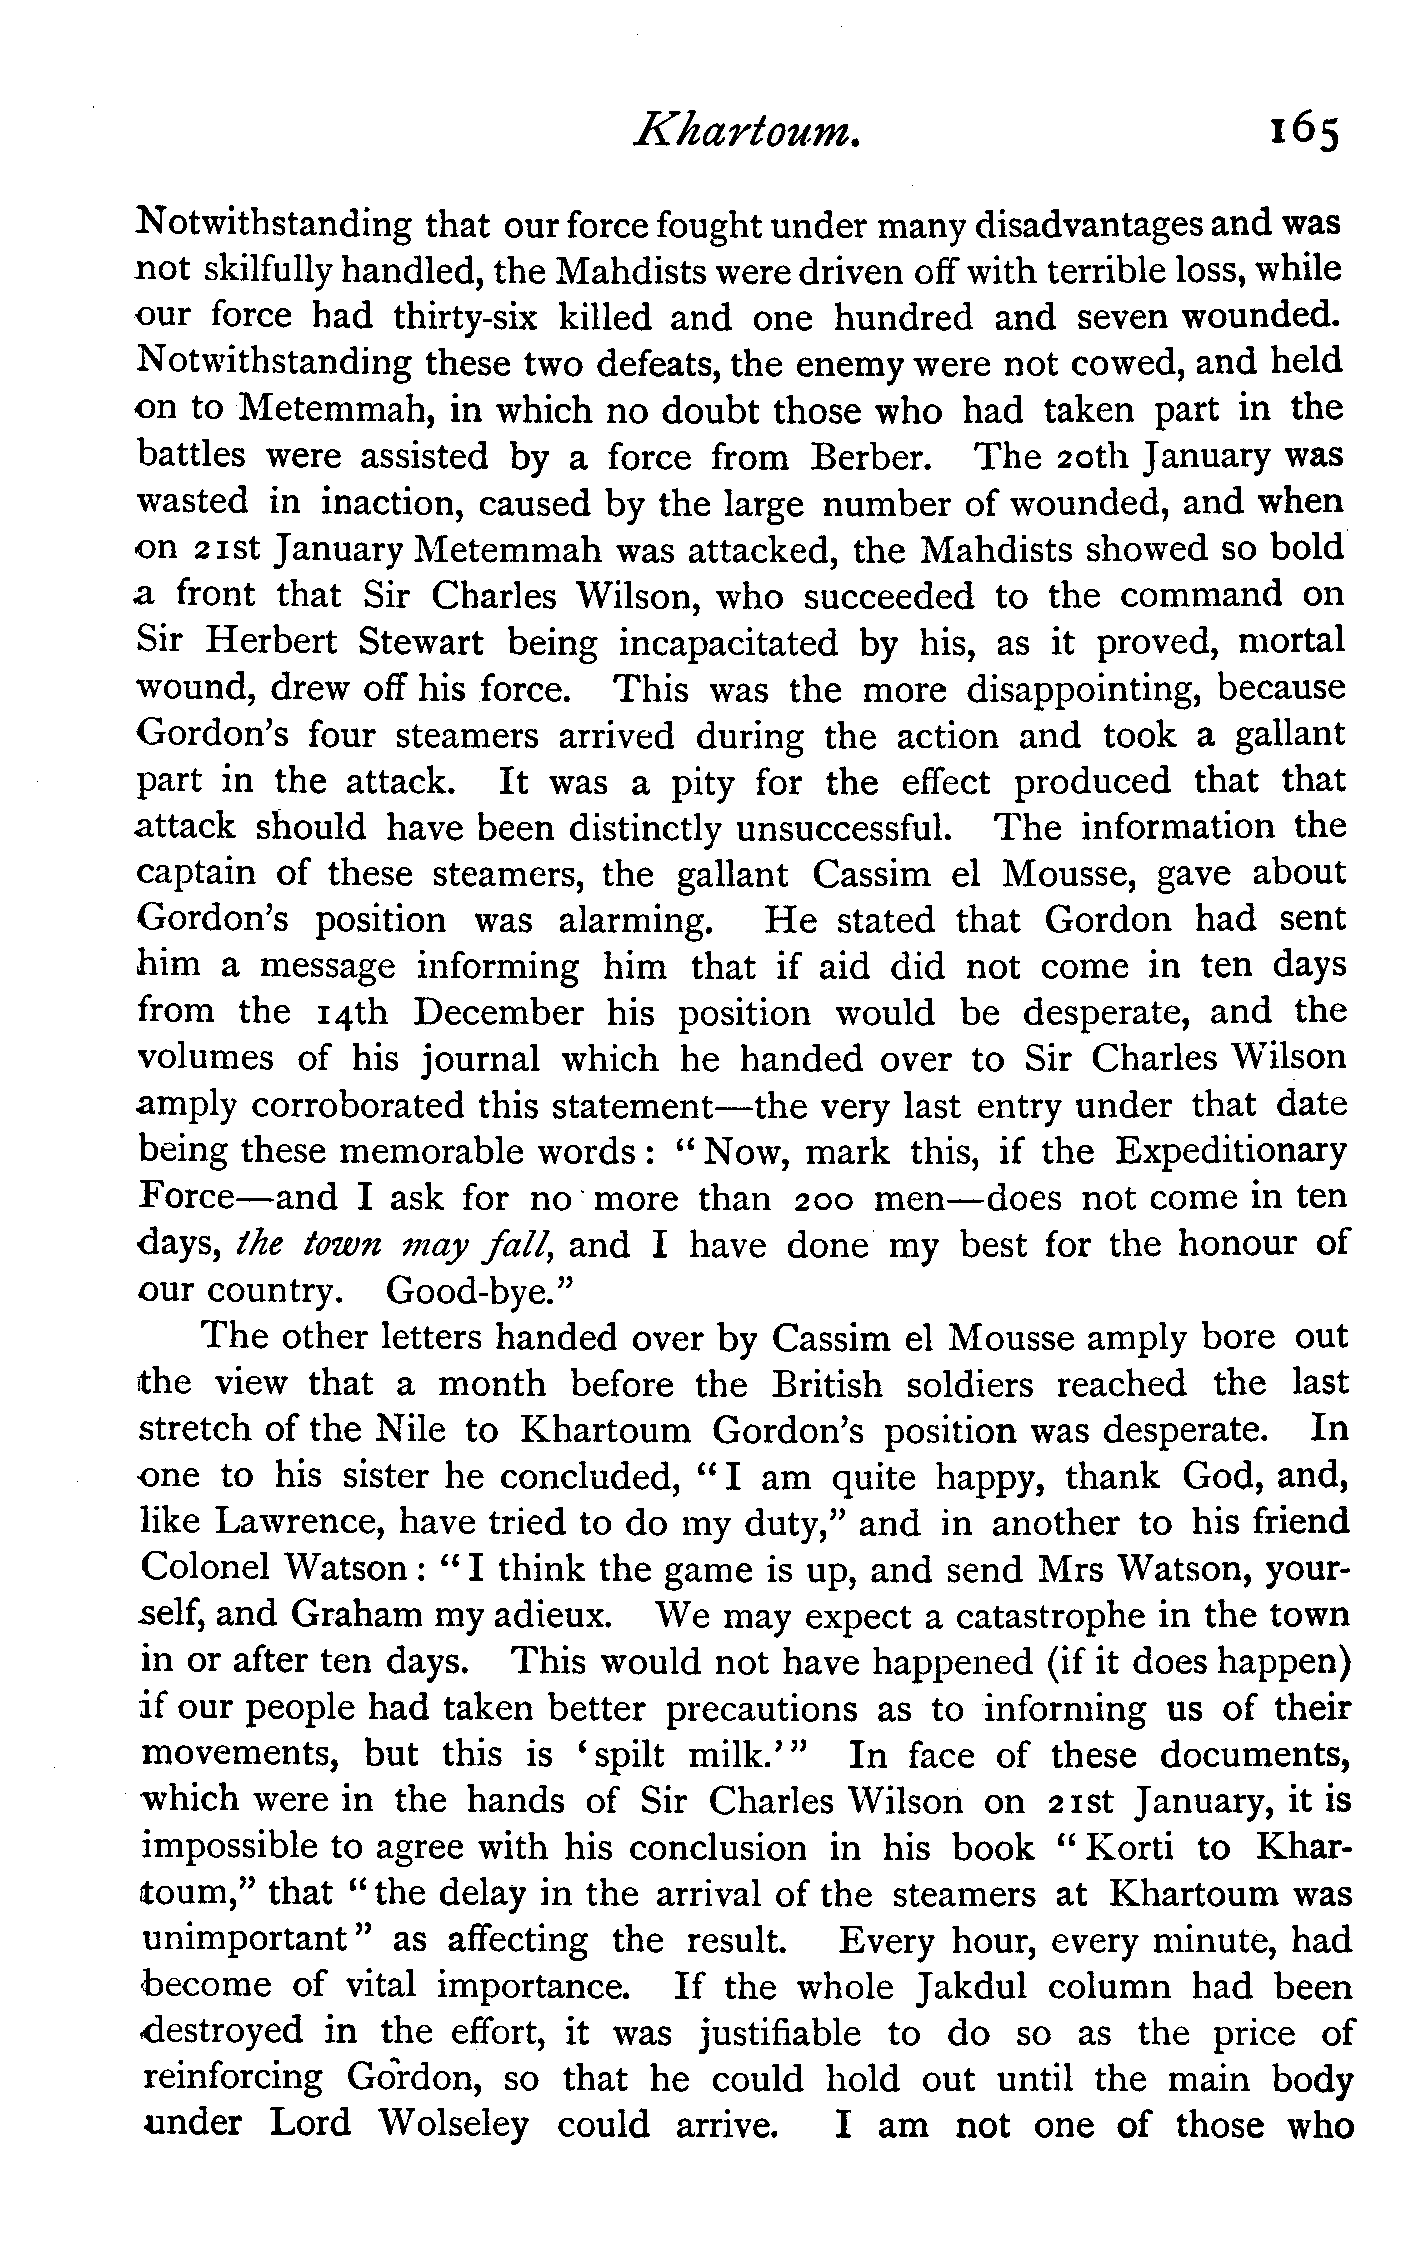 Khartoum. 165
Notwithstanding that our force fought under many disadvantages and was
not skilfully handled, the Mahdists were driven off with terrible loss, while
our force had thirty-six killed and one hundred and seven wounded.
Notwithstanding these two defeats, the enemy were not cowed, and held
on to Metemmah, in which no doubt those who had taken part in the
battles were assisted by a force from Berber. The 20th January was
wasted in inaction, caused by the large number of wounded, and when
on 21st January Metemmah was attacked, the Mahdists showed so bold
a front that Sir Charles Wilson, who succeeded to the command on
Sir Herbert Stewart being incapacitated by his, as it proved, mortal
wound, drew off his force. This was the more disappointing, because
Gordon's four steamers arrived during the action and took a gallant
part in the attack. It was a pity for the effect produced that that
attack should have been distinctly unsuccessful. The information the
captain of these steamers, the gallant Cassim el Mousse, gave about
Gordon's position was alarming. He stated that Gordon had sent
him a message informing him that if aid did not come in ten days
from the 14th December his position would be desperate, and the
volumes of his journal which he handed over to Sir Charles Wilson
amply corroborated this statement—the very last entry under that date
being these memorable words: "Now, mark this, if the Expeditionary
Force—and I ask for no more than 200 men—does not come in ten
days, the town may fall, and I have done my best for the honour of
our country. Good-bye."
The other letters handed over by Cassim el Mousse amply bore out
the view that a month before the British soldiers reached the last
stretch of the Nile to Khartoum Gordon's position was desperate. In
one to his sister he concluded, "I am quite happy, thank God, and,
like Lawrence, have tried to do my duty," and in another to his friend
Colonel Watson: "I think the game is up, and send Mrs Watson, your-
self, and Graham my adieux. We may expect a catastrophe in the town
in or after ten days. This would not have happened (if it does happen)
if our people had taken better precautions as to informing us of their
movements, but this is 'spilt milk.'" In face of these documents,
which were in the hands of Sir Charles Wilson on 21st January, it is
impossible to agree with his conclusion in his book "Korti to Khar-
toum," that "the delay in the arrival of the steamers at Khartoum was
unimportant" as affecting the result. Every hour, every minute, had
become of vital importance. If the whole Jakdul column had been
destroyed in the effort, it was justifiable to do so as the price of
reinforcing Gordon, so that he could hold out until the main body
under Lord Wolseley could arrive. I am not one of those who